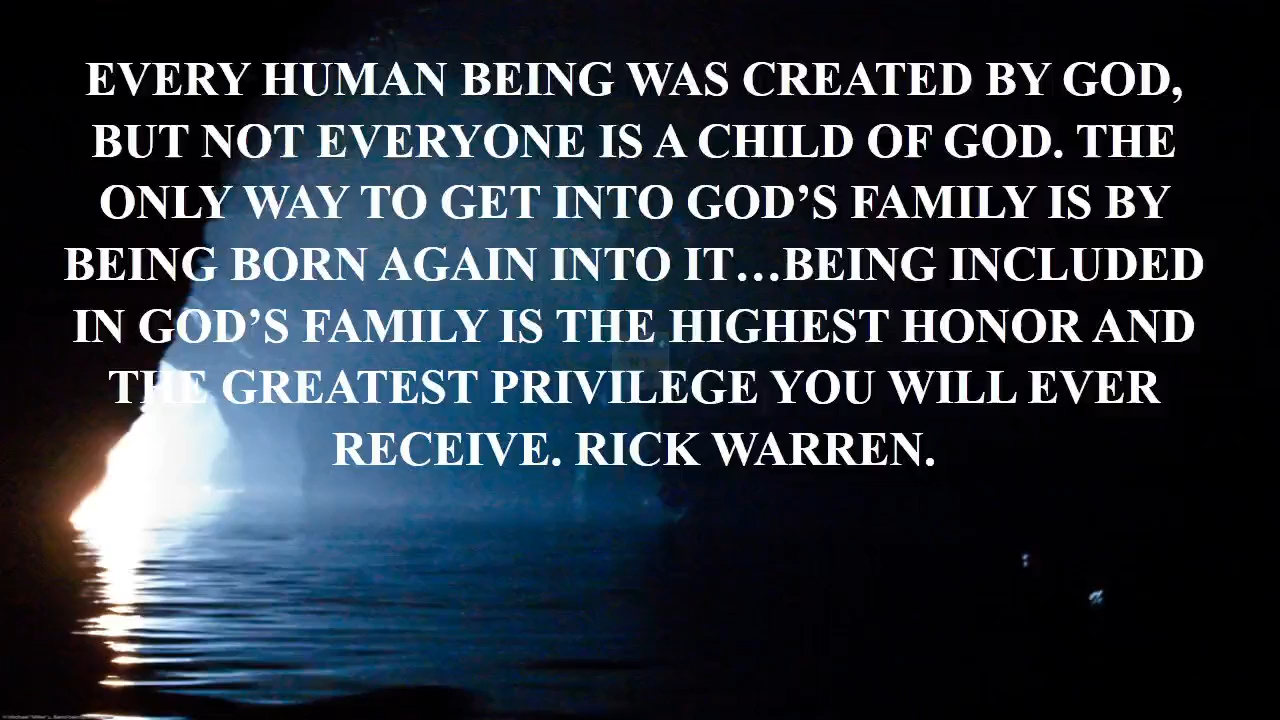 EVERY HUMAN BEING WAS CREATED BY GOD,
BUT NOT EVERYONE IS A CHILD OF GOD. THE
ONLY WAY TO GET INTO GOD’S FAMILY IS BY
BEING BORN AGAIN INTO IT…BEING INCLUDED
IN GOD’S FAMILY IS THE HIGHEST HONOR AND
THE GREATEST PRIVILEGE YOU WILL EVER
RECEIVE. RICK WARREN.